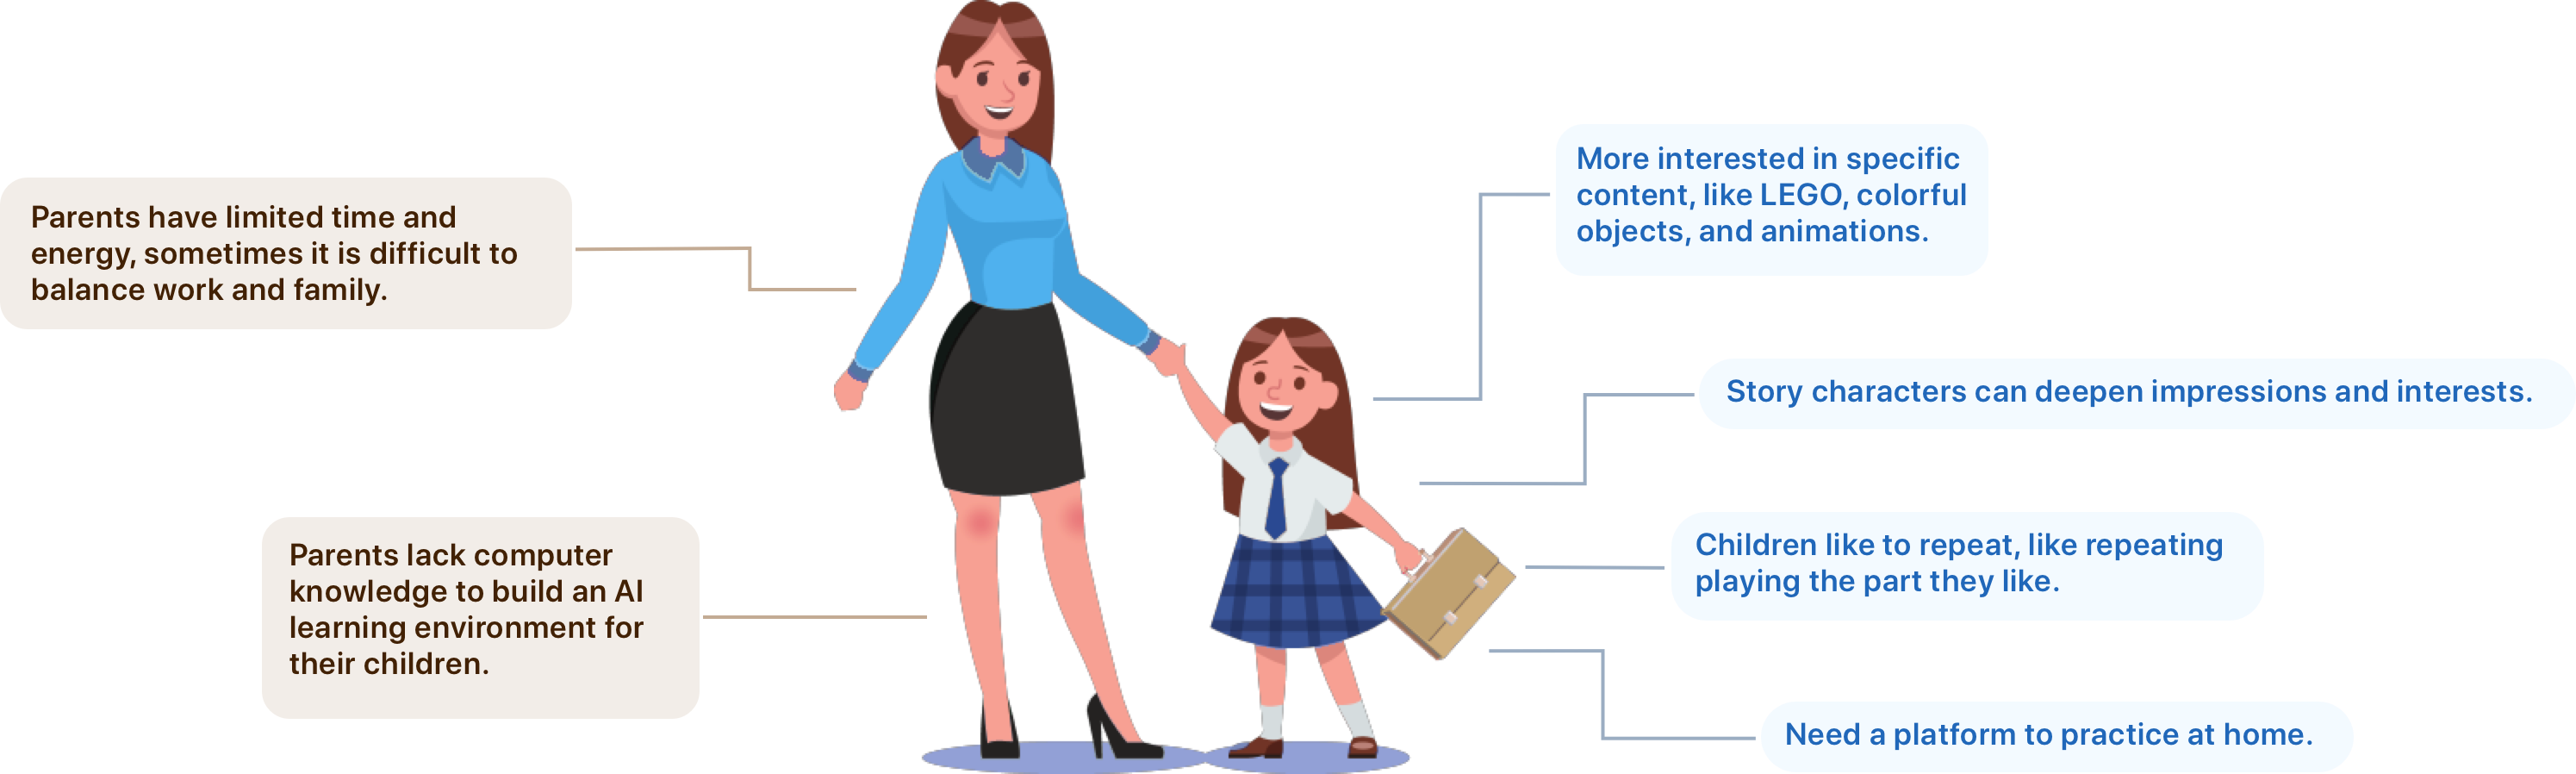 Parents have limited time and
energy, sometimes it is difficult to
balance work and family.
Parents lack computer
knowledge to build an AI
learning environment for
their children.
More interested in specific
content, like LEGO, colorful
objects, and animations.
Story characters can deepen impressions and interests.
Children like to repeat, like repeating
playing the part they like.
Need a platform to practice at home.